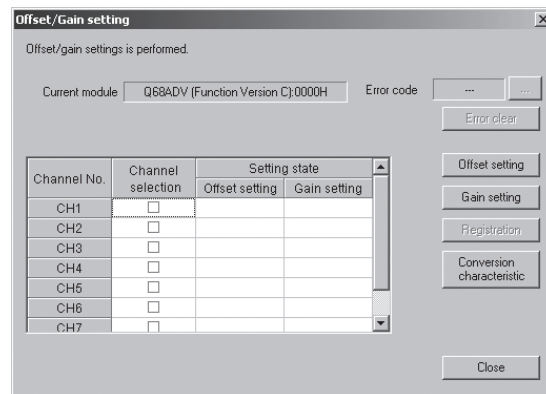 Offset/Gain setting
Offset/gain settings is performed.
Current module Q68ADV (Function Version C):0000H Error code --- ...
Error clear
Channel No. Channel selection Setting state
Offset setting Gain setting
CH1
CH2
CH3
CH4
CH5
CH6
CH7
Offset setting
Gain setting
Registration
Conversion
characteristic
Close